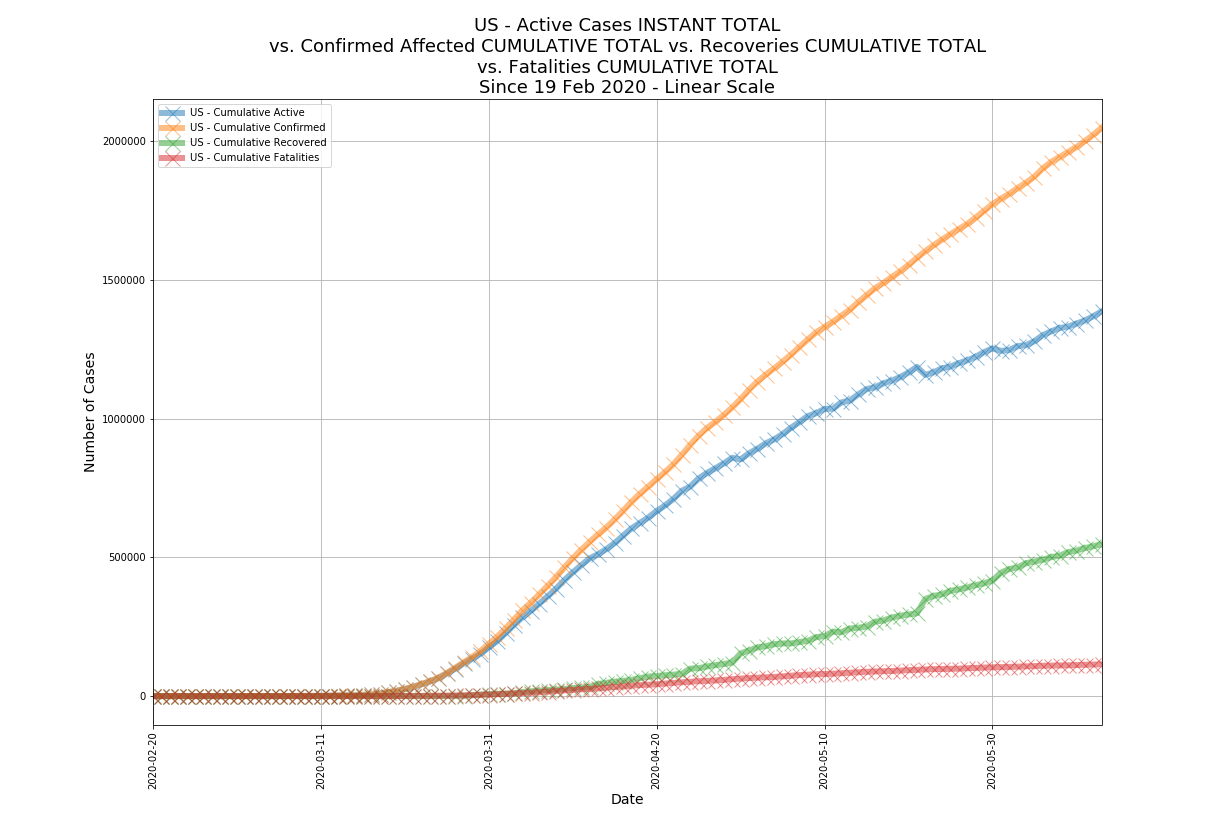 US - Active Cases INSTANT TOTAL
vs. Confirmed Affected CUMULATIVE TOTAL vs. Recoveries CUMULATIVE TOTAL
vs. Fatalities CUMULATIVE TOTAL
Since 19 Feb 2020 - Linear Scale
US - Cumulative Active
US - Cumulative Confirmed
US - Cumulative Recovered
US - Cumulative Fatalities
2000000
1500000
1000000
500000
0
Number of Cases
2020-02-20
2020-03-11
2020-03-31
2020-04-20
2020-05-10
2020-05-30
Date